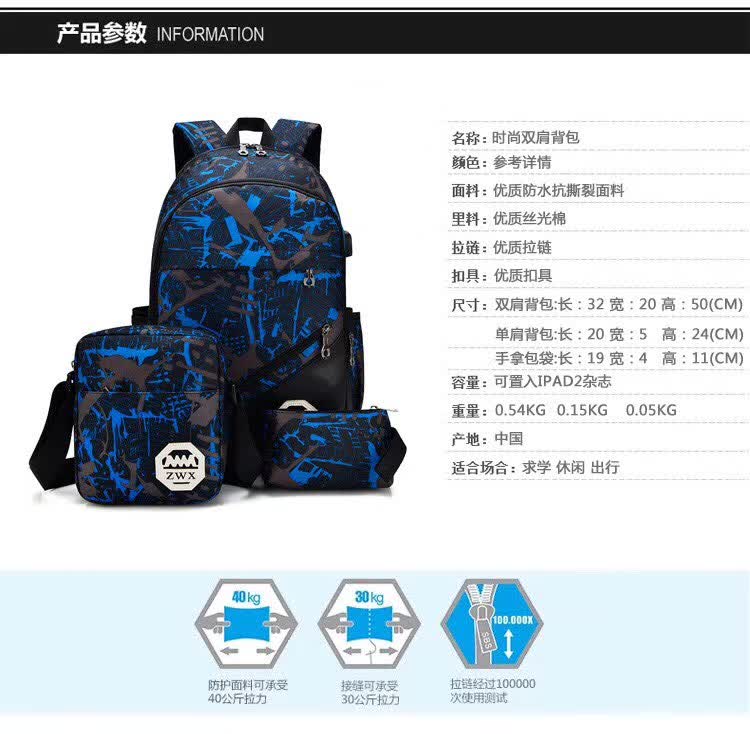 产品参数 INFORMATION
名称：时尚双肩背包
颜色：参考详情
面料：优质防水抗撕裂面料
里料：优质丝光棉
拉链：优质拉链
扣具：优质扣具
尺寸：双肩背包:长：32 宽：20 高：50(CM)
单肩背包:长：20 宽：5 高：24(CM)
手拿包袋:长：19 宽：4 高：11(CM)
容量：可置入IPAD2杂志
重量：0.54KG 0.15KG 0.05KG
产地：中国
适合场合：求学 休闲 出行
ZWX
40kg
30kg
100.000X
SBS
防护面料可承受
40公斤拉力
接缝可承受
30公斤拉力
拉链经过100000
次使用测试